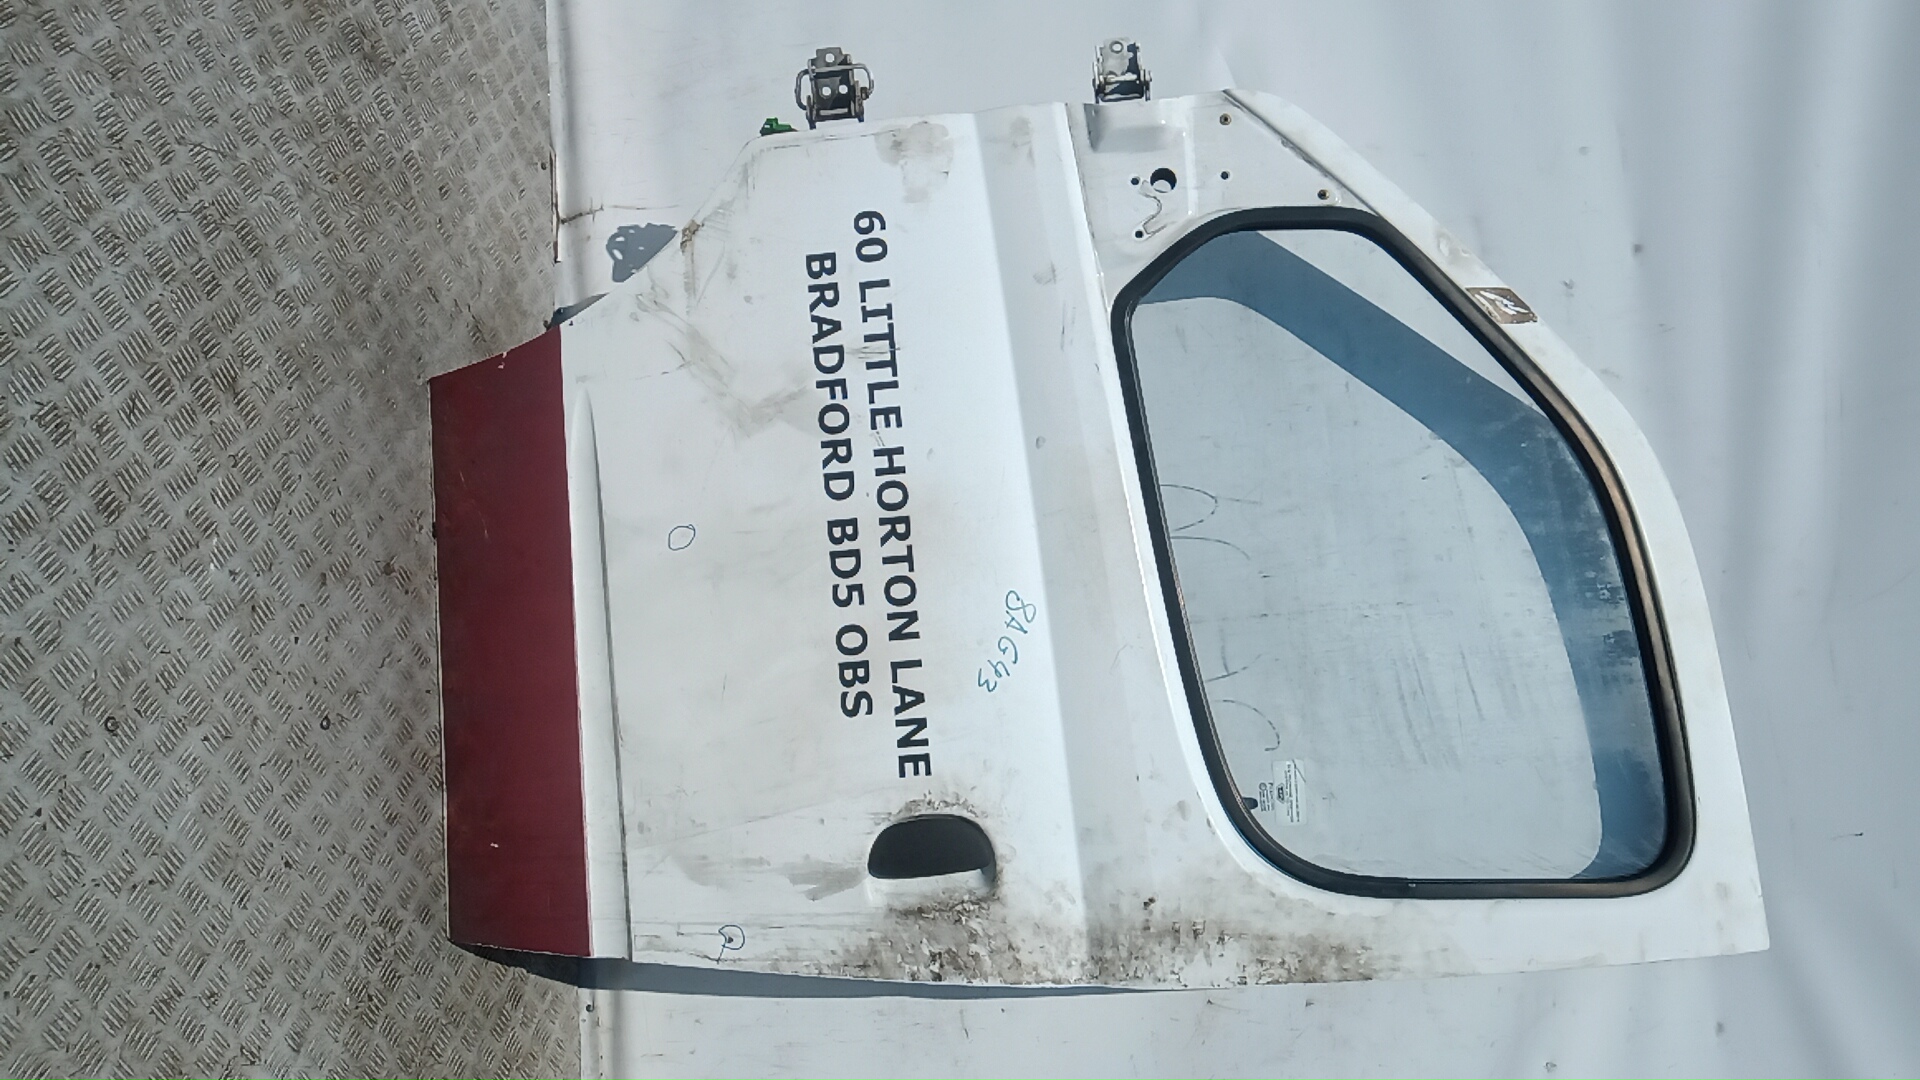 60 LITTLE HORTON LANE
BRADFORD BD5 OBS
8AG43